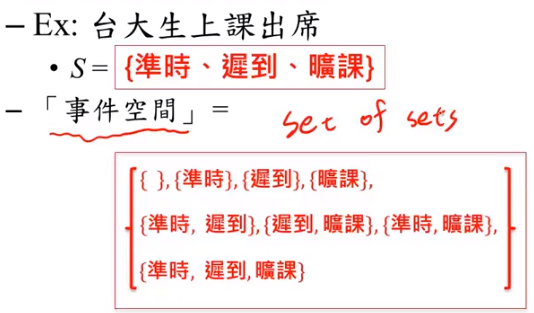 – Ex: 台大生上課出席
• S = {準時、遲到、曠課}
– 「事件空間」 = set of sets
{ }, {準時}, {遲到}, {曠課},
{準時, 遲到}, {遲到, 曠課}, {準時, 曠課},
{準時, 遲到, 曠課}